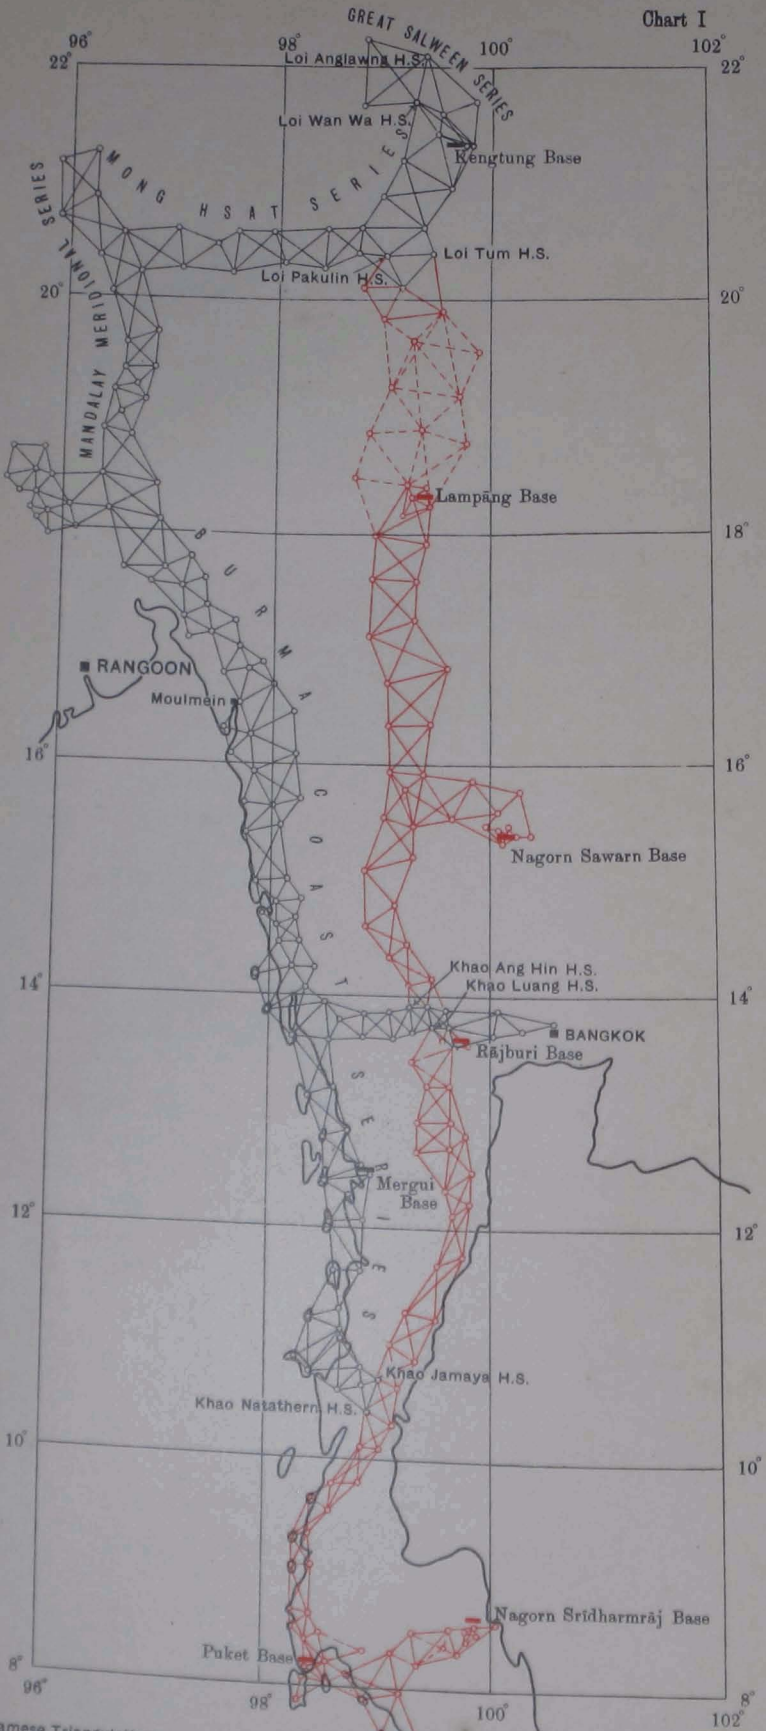 Chart I
GREAT SALWEEN SERIES
96° 98° 100° 102°
22° 22°
Loi Anglawng H.S.
Loi Wan Wa H.S.
Kengtung Base
MONG HSAT SERIES
MANDALAY MERIDIONAL SERIES
Loi Tum H.S.
Loi Pakulin H.S.
20° 20°
Lampāng Base
18° 18°
BURMA COAST SERIES
RANGOON
Moulmein
16° 16°
Nagorn Sawarn Base
Khao Ang Hin H.S.
Khao Luang H.S.
14° 14°
BANGKOK
Rājburi Base
Mergui
Base
12° 12°
Khao Jamaya H.S.
Khao Natathern H.S.
10° 10°
Nagorn Srīdharmrāj Base
Puket Base
8° 8°
96° 98° 100° 102°